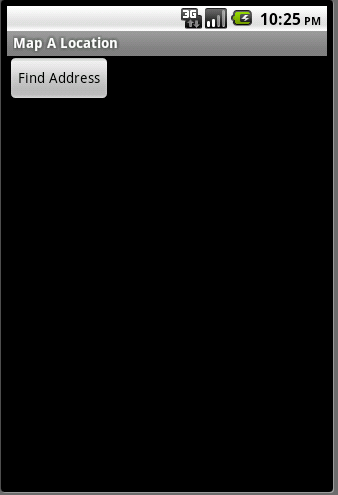 3G 10:25 PM
Map A Location
Find Address